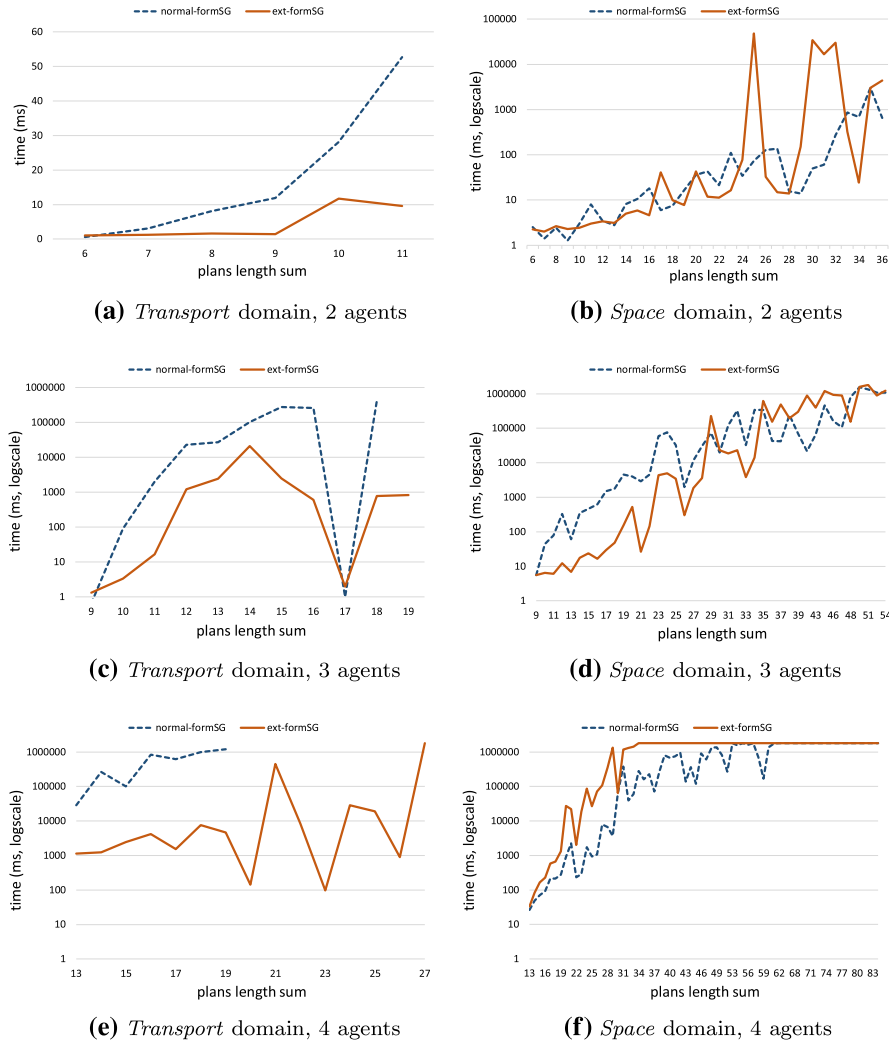 normal-formSG ext-formSG
60
50
40
30
20
10
0
time (ms)
6 7 8 9 10 11
plans length sum
(a) Transport domain, 2 agents
normal-formSG ext-formSG
100000
10000
1000
100
10
1
time (ms, logscale)
6 8 10 12 14 16 18 20 22 24 26 28 30 32 34 36
plans length sum
(b) Space domain, 2 agents
normal-formSG ext-formSG
1000000
100000
10000
1000
100
10
1
time (ms, logscale)
9 10 11 12 13 14 15 16 17 18 19
plans length sum
(c) Transport domain, 3 agents
normal-formSG ext-formSG
1000000
100000
10000
1000
100
10
1
time (ms, logscale)
9 11 13 15 17 19 21 23 25 27 29 31 33 35 37 39 43 46 48 51 54
plans length sum
(d) Space domain, 3 agents
normal-formSG ext-formSG
1000000
100000
10000
1000
100
10
1
time (ms, logscale)
13 15 17 19 21 23 25 27
plans length sum
(e) Transport domain, 4 agents
normal-formSG ext-formSG
1000000
100000
10000
1000
100
10
1
time (ms, logscale)
13 16 19 22 25 28 31 34 37 40 43 46 49 53 56 59 62 68 71 74 77 80 83
plans length sum
(f) Space domain, 4 agents